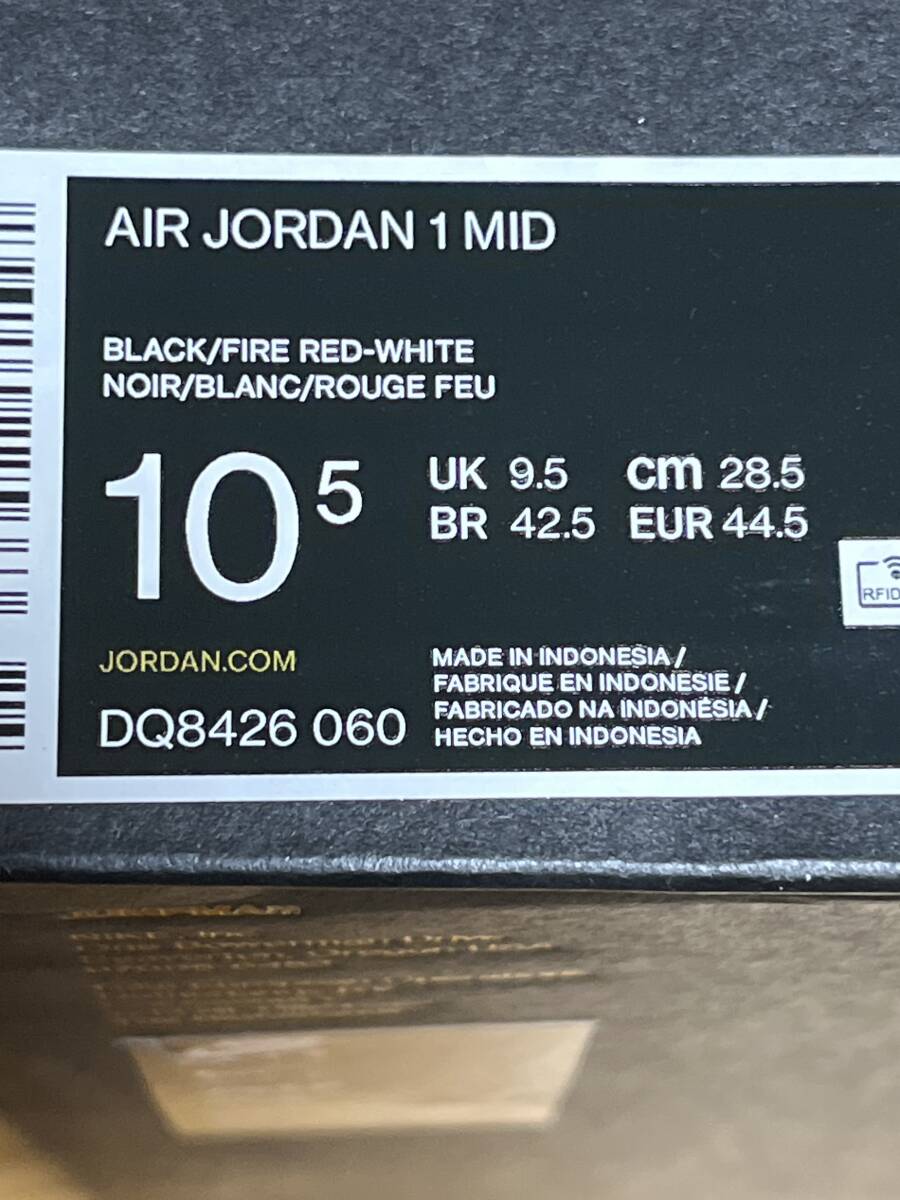 AIR JORDAN 1 MID
BLACK/FIRE RED-WHITE
NOIR/BLANC/ROUGE FEU
10 5
UK 9.5 cm 28.5
BR 42.5 EUR 44.5
RFID
JORDAN.COM
DQ8426 060
MADE IN INDONESIA /
FABRIQUE EN INDONESIE /
FABRICADO NA INDONÉSIA /
HECHO EN INDONESIA